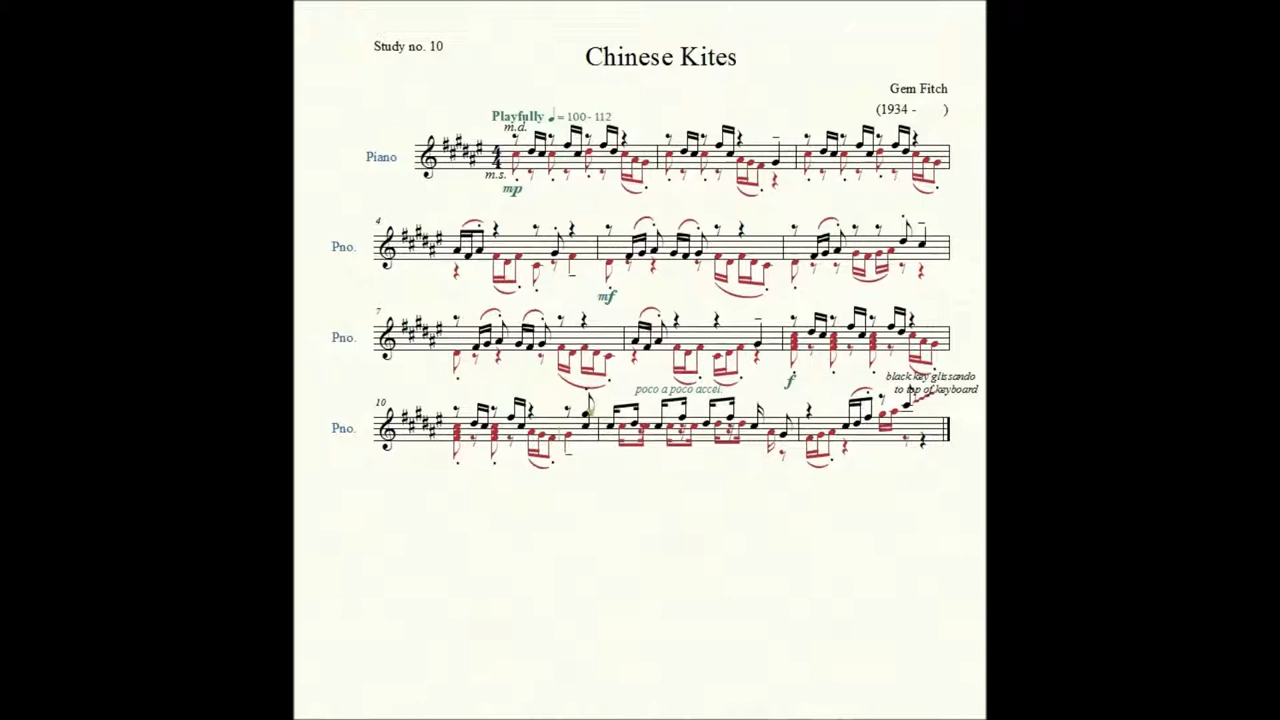 Study no. 10
Chinese Kites
Gem Fitch
(1934 - )
Playfully ♩= 100 - 112
m.d.
Piano
m.s.
mp
4
Pno.
mf
7
Pno.
f
black key glissando
to top of keyboard
poco a poco accel.
10
Pno.